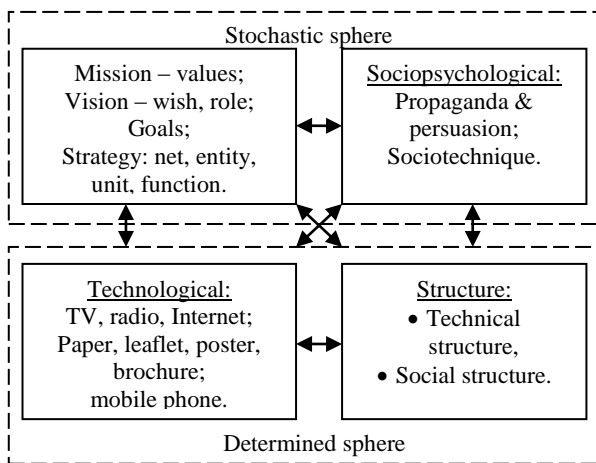 Stochastic sphere
Mission – values;
Vision – wish, role;
Goals;
Strategy: net, entity,
unit, function.
Sociopsychological:
Propaganda &
persuasion;
Sociotechnique.
Technological:
TV, radio, Internet;
Paper, leaflet, poster,
brochure;
mobile phone.
Structure:
• Technical
structure,
• Social structure.
Determined sphere